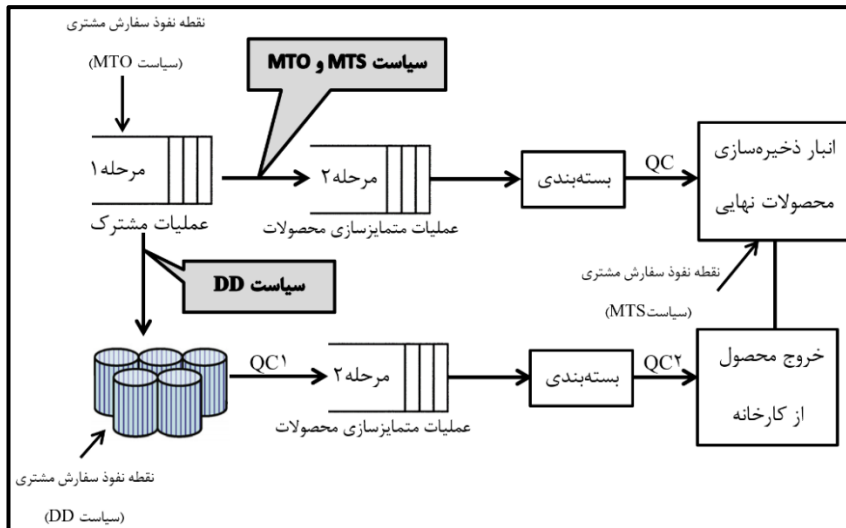 نقطه نفوذ سفارش مشتری
(سیاست MTO)
سیاست MTS و MTO
مرحله۱
مرحله۲
بسته‌بندی
QC
انبار ذخیره‌سازی
محصولات نهایی
عملیات مشترک
عملیات متمایزسازی محصولات
نقطه نفوذ سفارش مشتری
(سیاستMTS)
سیاست DD
QC۱
مرحله۲
بسته‌بندی
QC۲
خروج محصول
از کارخانه
عملیات متمایزسازی محصولات
نقطه نفوذ سفارش مشتری
(سیاست DD)